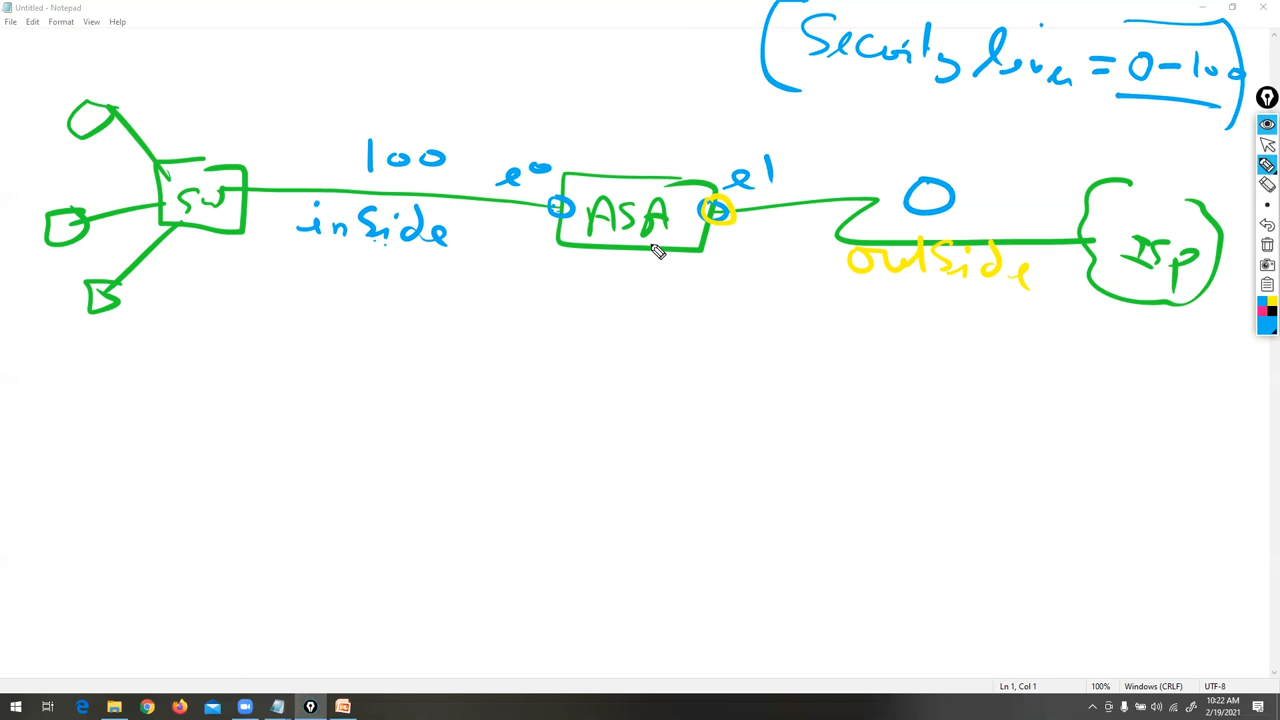 Untitled - Notepad
File Edit Format View Help
Security = 0-100
100
e0
e1
0
SW
inside
ASA
outside
ISP
Ln 1, Col 1
100%
Windows (CRLF)
UTF-8
10:22 AM
2/19/2021